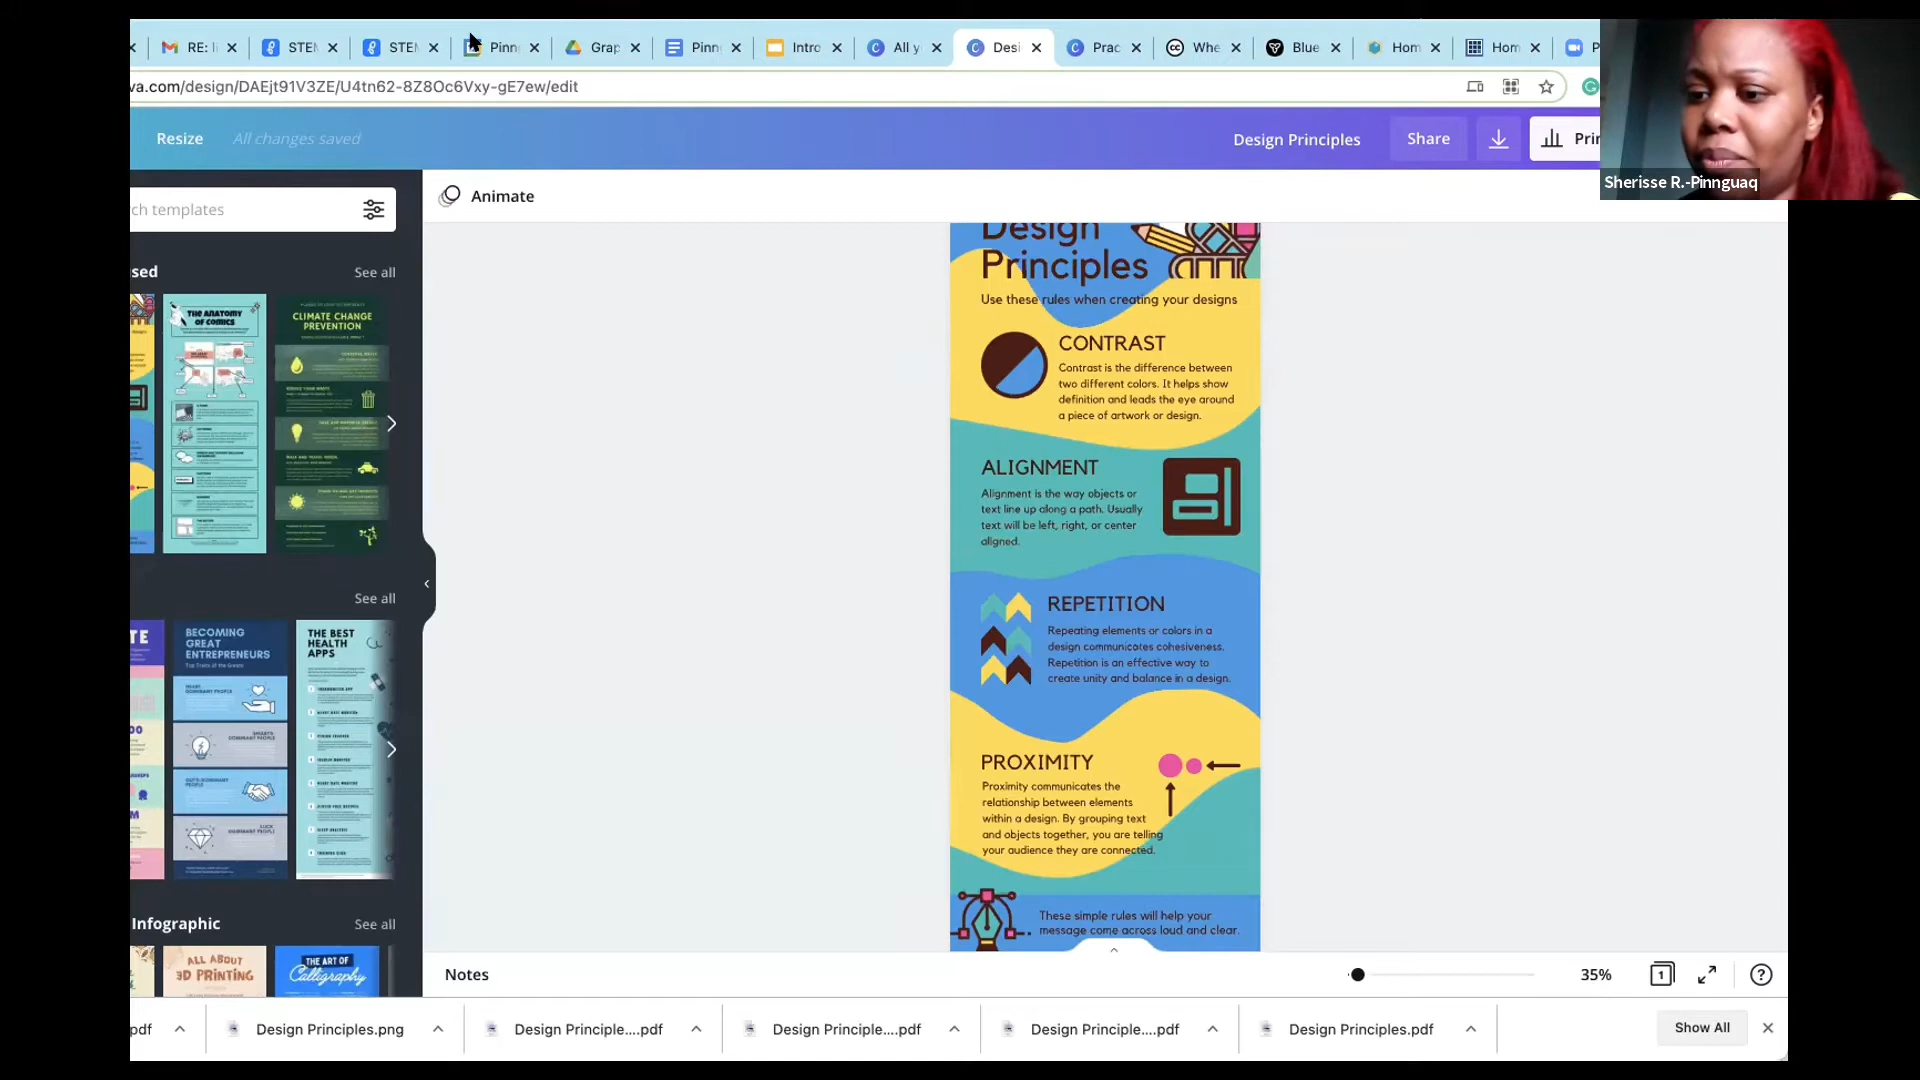 RE: li
STEM
STEM
Pinn
Grap
Pinn
Intro
All y
Desi
Prac
Whe
Blue
Hom
Hom
P
va.com/design/DAEjt91V3ZE/U4tn62-8Z8Oc6Vxy-gE7ew/edit
Resize
All changes saved
Design Principles
Share
Prin
Sherisse R.-Pinnguaq
ch templates
Animate
sed
See all
THE ANATOMY
OF COMICS
CLIMATE CHANGE
PREVENTION
See all
BECOMING
GREAT
ENTREPRENEURS
Top Traits of the Greats
THE BEST
HEALTH
APPS
Infographic
See all
ALL ABOUT
3D PRINTING
THE ART OF
Calligraphy
Design
Principles
Use these rules when creating your designs
CONTRAST
Contrast is the difference between
two different colors. It helps show
definition and leads the eye around
a piece of artwork or design.
ALIGNMENT
Alignment is the way objects or
text line up along a path. Usually
text will be left, right, or center
aligned.
REPETITION
Repeating elements or colors in a
design communicates cohesiveness.
Repetition is an effective way to
create unity and balance in a design.
PROXIMITY
Proximity communicates the
relationship between elements
within a design. By grouping text
and objects together, you are telling
your audience they are connected.
These simple rules will help your
message come across loud and clear.
Notes
35%
1
pdf
Design Principles.png
Design Principle....pdf
Design Principle....pdf
Design Principle....pdf
Design Principles.pdf
Show All